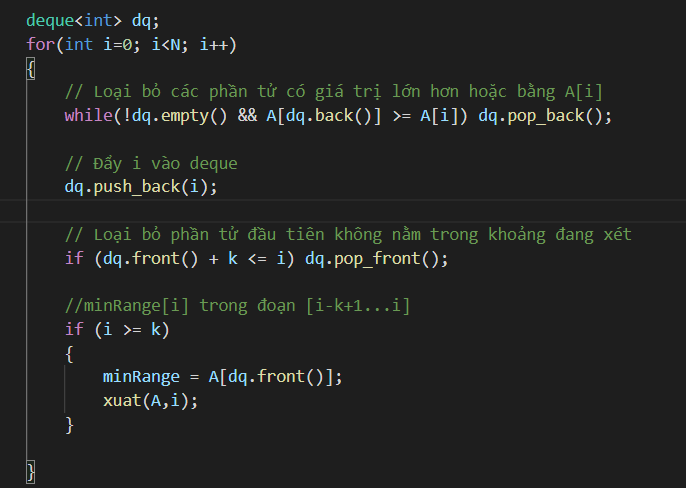 deque<int> dq;
for(int i=0; i<N; i++)
{
// Loại bỏ các phần tử có giá trị lớn hơn hoặc bằng A[i]
while(!dq.empty() && A[dq.back()] >= A[i]) dq.pop_back();
// Đẩy i vào deque
dq.push_back(i);
// Loại bỏ phần tử đầu tiên không nằm trong khoảng đang xét
if (dq.front() + k <= i) dq.pop_front();
//minRange[i] trong đoạn [i-k+1...i]
if (i >= k)
{
minRange = A[dq.front()];
xuat(A,i);
}
}